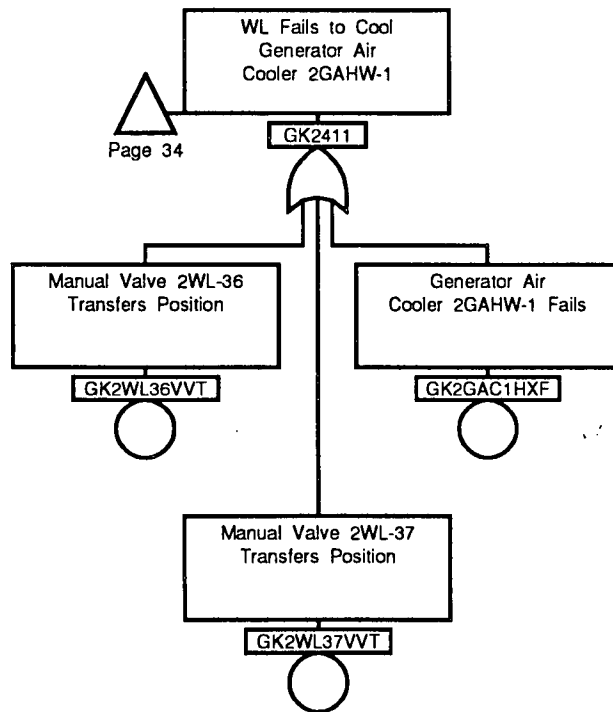 WL Fails to Cool
Generator Air
Cooler 2GAHW-1
Page 34
GK2411
Manual Valve 2WL-36
Transfers Position
GK2WL36VVT
Generator Air
Cooler 2GAHW-1 Fails
GK2GAC1HXF
Manual Valve 2WL-37
Transfers Position
GK2WL37VVT